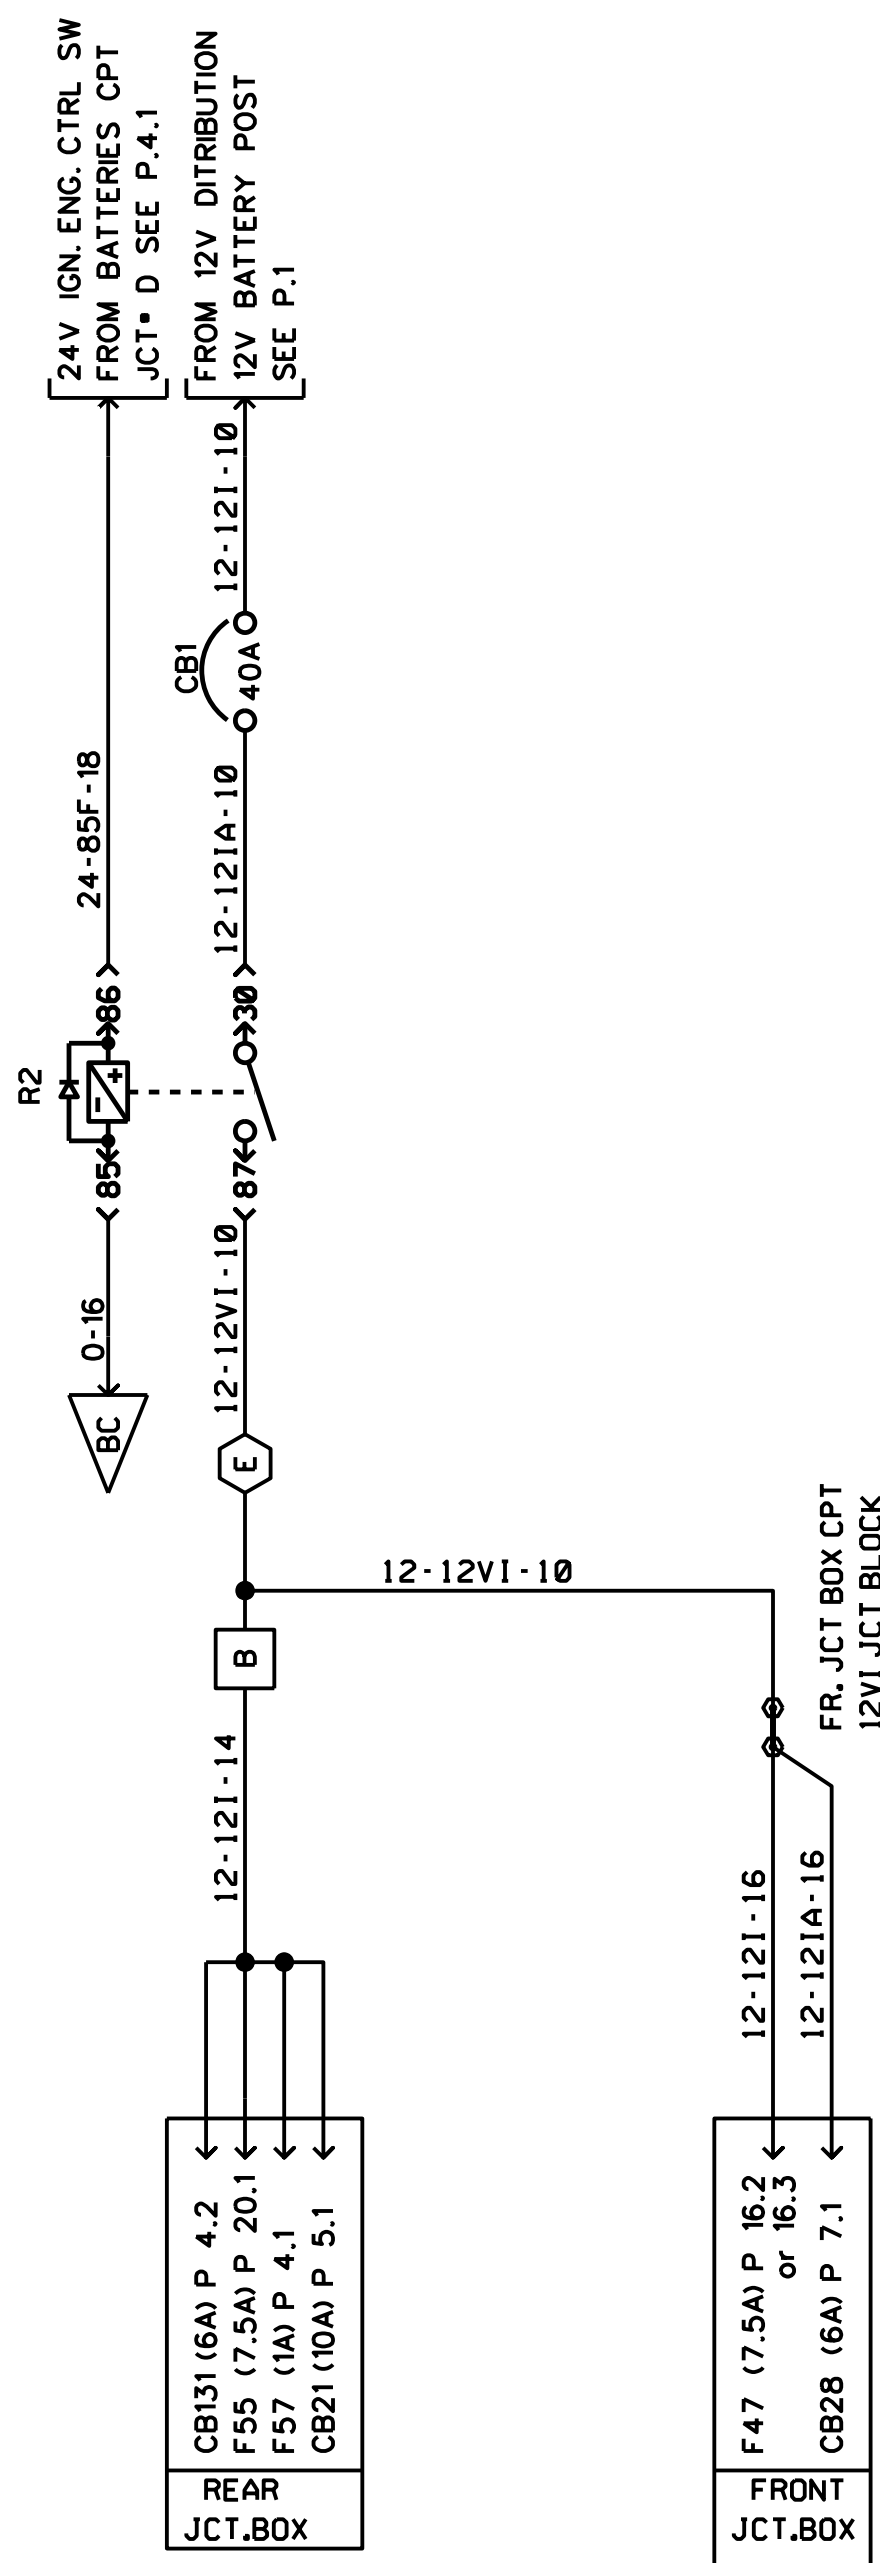 24V IGN. ENG. CTRL SW
FROM BATTERIES CPT
JCT• D SEE P.4.1
FROM 12V DITRIBUTION
12V BATTERY POST
SEE P.1
12-12I-10
CB1
40A
24-85F-18
12-12IA-10
86
30
R2
+
-
85
87
0-16
12-12VI-10
BC
E
12-12VI-10
FR. JCT BOX CPT
12VI JCT BLOCK
B
12-12I-14
12-12I-16
12-12IA-16
CB131 (6A) P 4.2
F55 (7.5A) P 20.1
F57 (1A) P 4.1
CB21 (10A) P 5.1
REAR
JCT.BOX
F47 (7.5A) P 16.2
or 16.3
CB28 (6A) P 7.1
FRONT
JCT.BOX